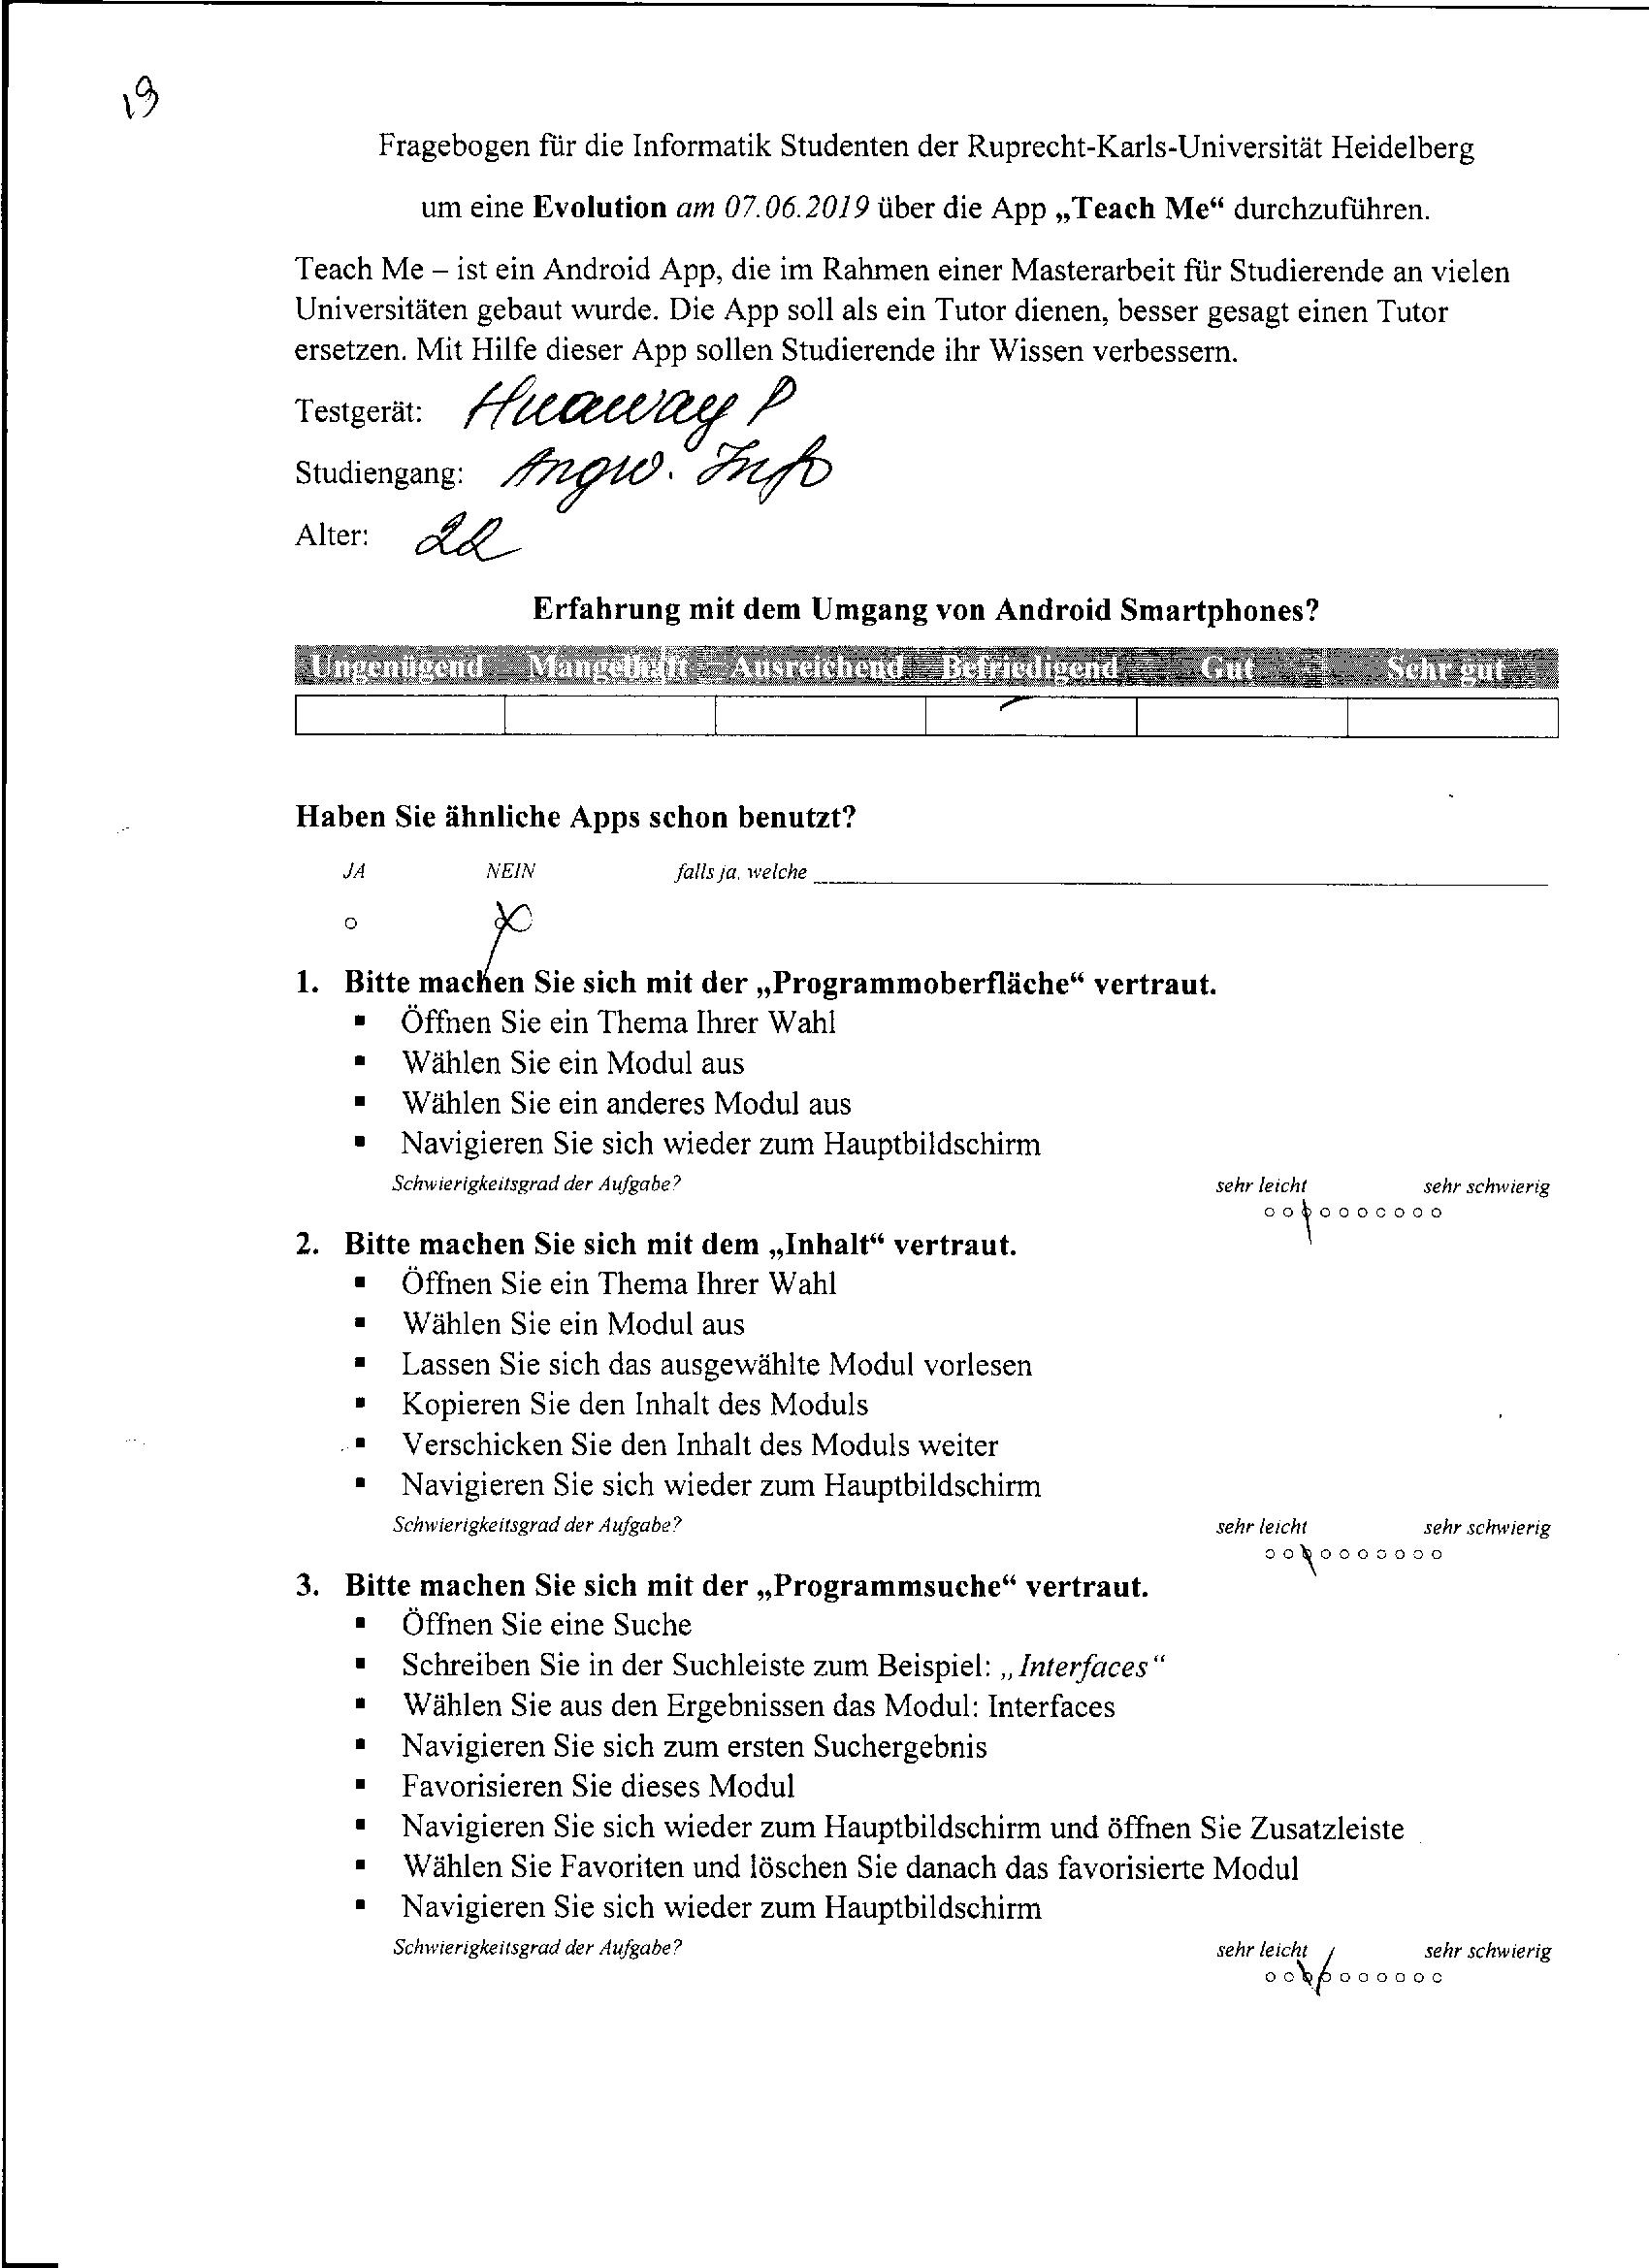 19
Fragebogen für die Informatik Studenten der Ruprecht-Karls-Universität Heidelberg
um eine Evolution am 07.06.2019 über die App „Teach Me“ durchzuführen.
Teach Me – ist ein Android App, die im Rahmen einer Masterarbeit für Studierende an vielen
Universitäten gebaut wurde. Die App soll als ein Tutor dienen, besser gesagt einen Tutor
ersetzen. Mit Hilfe dieser App sollen Studierende ihr Wissen verbessern.
Testgerät: Huaway P
Studiengang: Angw. Info
Alter: 22
Erfahrung mit dem Umgang von Android Smartphones?
Ungenügend Mangelhaft Ausreichend Befriedigend Gut Sehr gut
Haben Sie ähnliche Apps schon benutzt?
JA NEIN falls ja, welche
1. Bitte machen Sie sich mit der „Programmoberfläche“ vertraut.
▪ Öffnen Sie ein Thema Ihrer Wahl
▪ Wählen Sie ein Modul aus
▪ Wählen Sie ein anderes Modul aus
▪ Navigieren Sie sich wieder zum Hauptbildschirm
Schwierigkeitsgrad der Aufgabe? sehr leicht sehr schwierig
2. Bitte machen Sie sich mit dem „Inhalt“ vertraut.
▪ Öffnen Sie ein Thema Ihrer Wahl
▪ Wählen Sie ein Modul aus
▪ Lassen Sie sich das ausgewählte Modul vorlesen
▪ Kopieren Sie den Inhalt des Moduls
▪ Verschicken Sie den Inhalt des Moduls weiter
▪ Navigieren Sie sich wieder zum Hauptbildschirm
Schwierigkeitsgrad der Aufgabe? sehr leicht sehr schwierig
3. Bitte machen Sie sich mit der „Programmsuche“ vertraut.
▪ Öffnen Sie eine Suche
▪ Schreiben Sie in der Suchleiste zum Beispiel: „Interfaces“
▪ Wählen Sie aus den Ergebnissen das Modul: Interfaces
▪ Navigieren Sie sich zum ersten Suchergebnis
▪ Favorisieren Sie dieses Modul
▪ Navigieren Sie sich wieder zum Hauptbildschirm und öffnen Sie Zusatzleiste
▪ Wählen Sie Favoriten und löschen Sie danach das favorisierte Modul
▪ Navigieren Sie sich wieder zum Hauptbildschirm
Schwierigkeitsgrad der Aufgabe? sehr leicht sehr schwierig